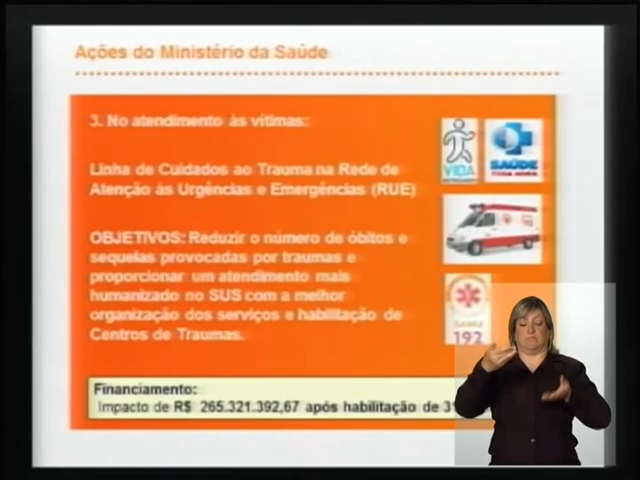 Ações do Ministério da Saúde
3. No atendimento às vítimas:
Linha de Cuidados ao Trauma na Rede de
Atenção às Urgências e Emergências (RUE)
OBJETIVOS: Reduzir o número de óbitos e
sequelas provocadas por traumas e
proporcionar um atendimento mais
humanizado no SUS com a melhor
organização dos serviços e habilitação de
Centros de Traumas.
VIDA
SAÚDE
TODA HORA
SAMU
192
Financiamento:
Impacto de R$ 265.321.392,67 após habilitação de